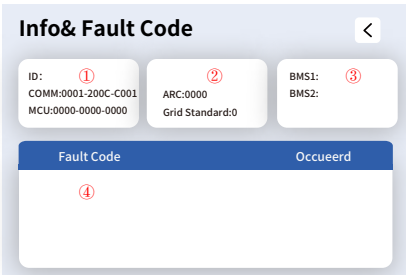 Info& Fault Code
<
ID: ①
COMM:0001-200C-C001
MCU:0000-0000-0000
②
ARC:0000
Grid Standard:0
BMS1: ③
BMS2:
Fault Code Occueerd
④